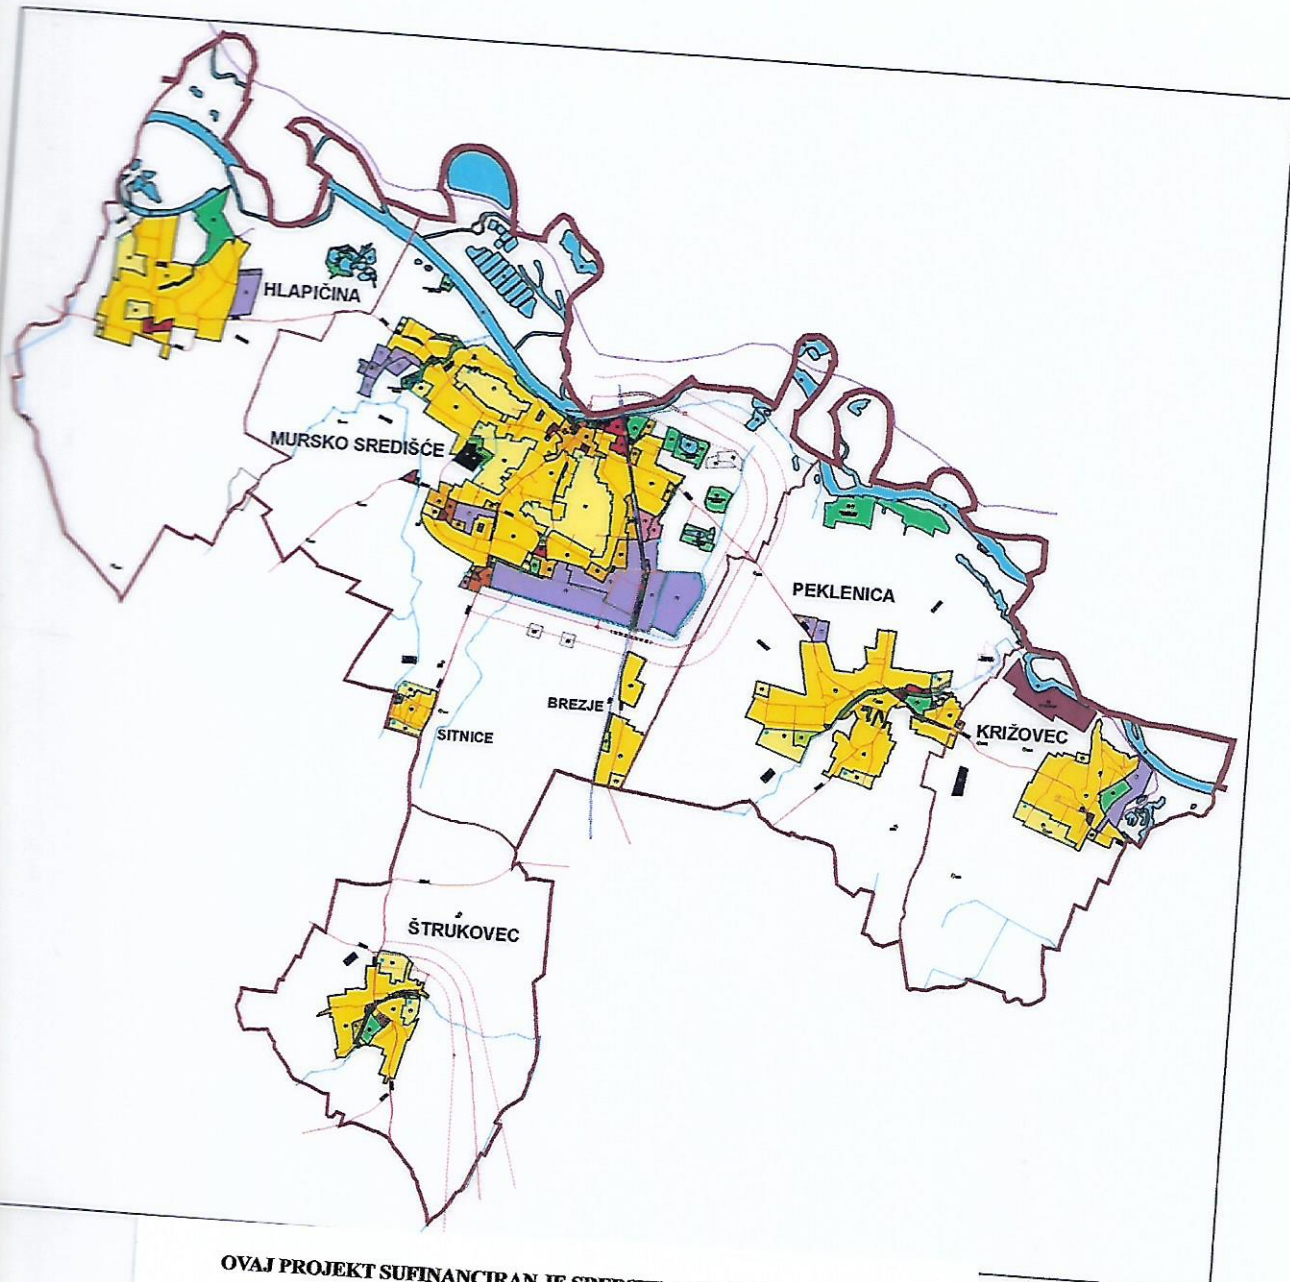 HLAPIČINA
MURSKO SREDIŠĆE
PEKLENICA
BREZJE
SITNICE
KRIŽOVEC
ŠTRUKOVEC
OVAJ PROJEKT SUFINANCIRAN JE